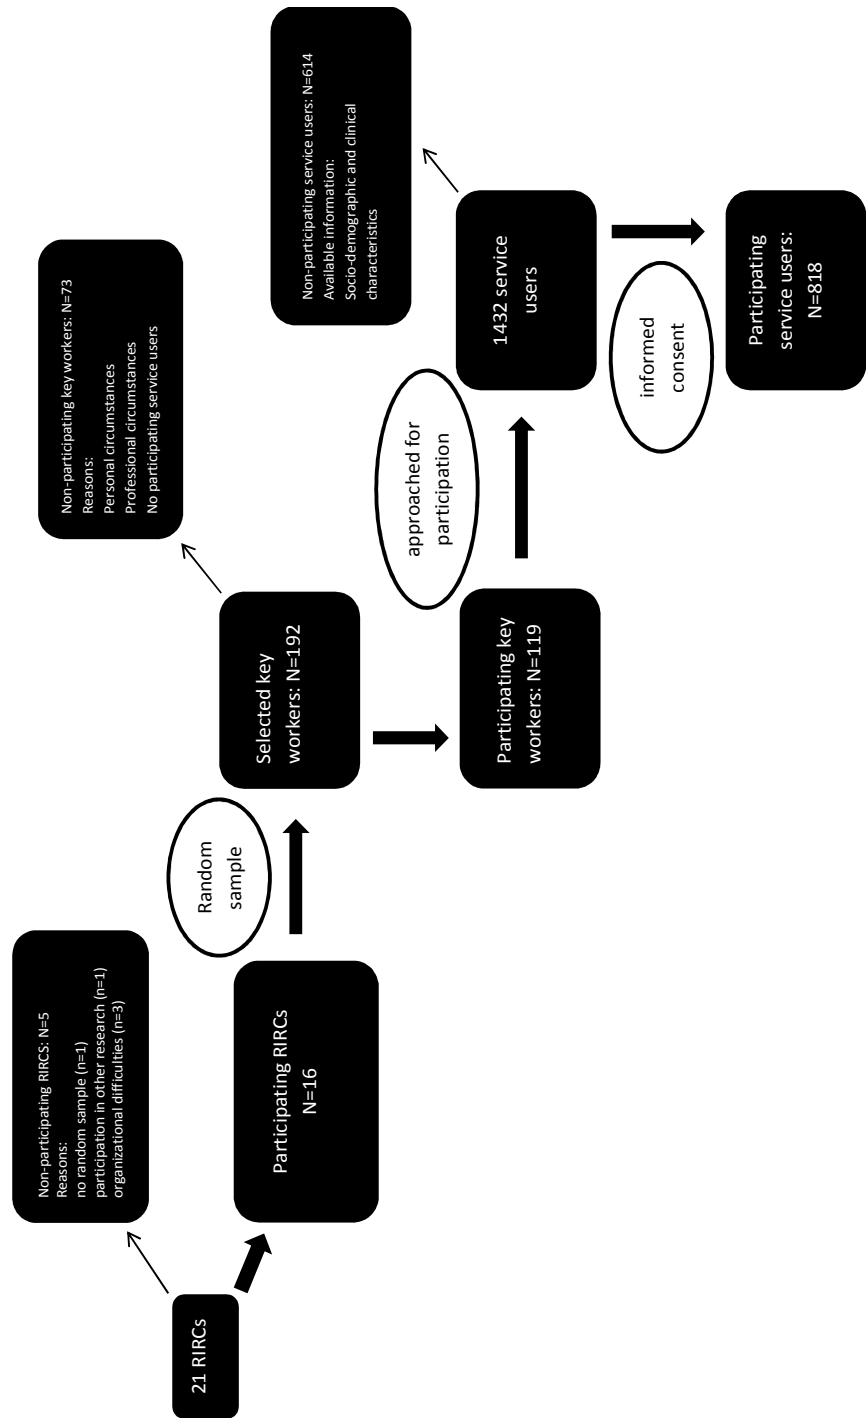 21 RIRCs
Non-participating RIRCS: N=5
Reasons:
no random sample (n=1)
participation in other research (n=1)
organizational difficulties (n=3)
Participating RIRCs
N=16
Random
sample
Selected key
workers: N=192
Non-participating key workers: N=73
Reasons:
Personal circumstances
Professional circumstances
No participating service users
Participating key
workers: N=119
approached for
participation
1432 service
users
Non-participating service users: N=614
Available information:
Socio-demographic and clinical
characteristics
informed
consent
Participating
service users:
N=818